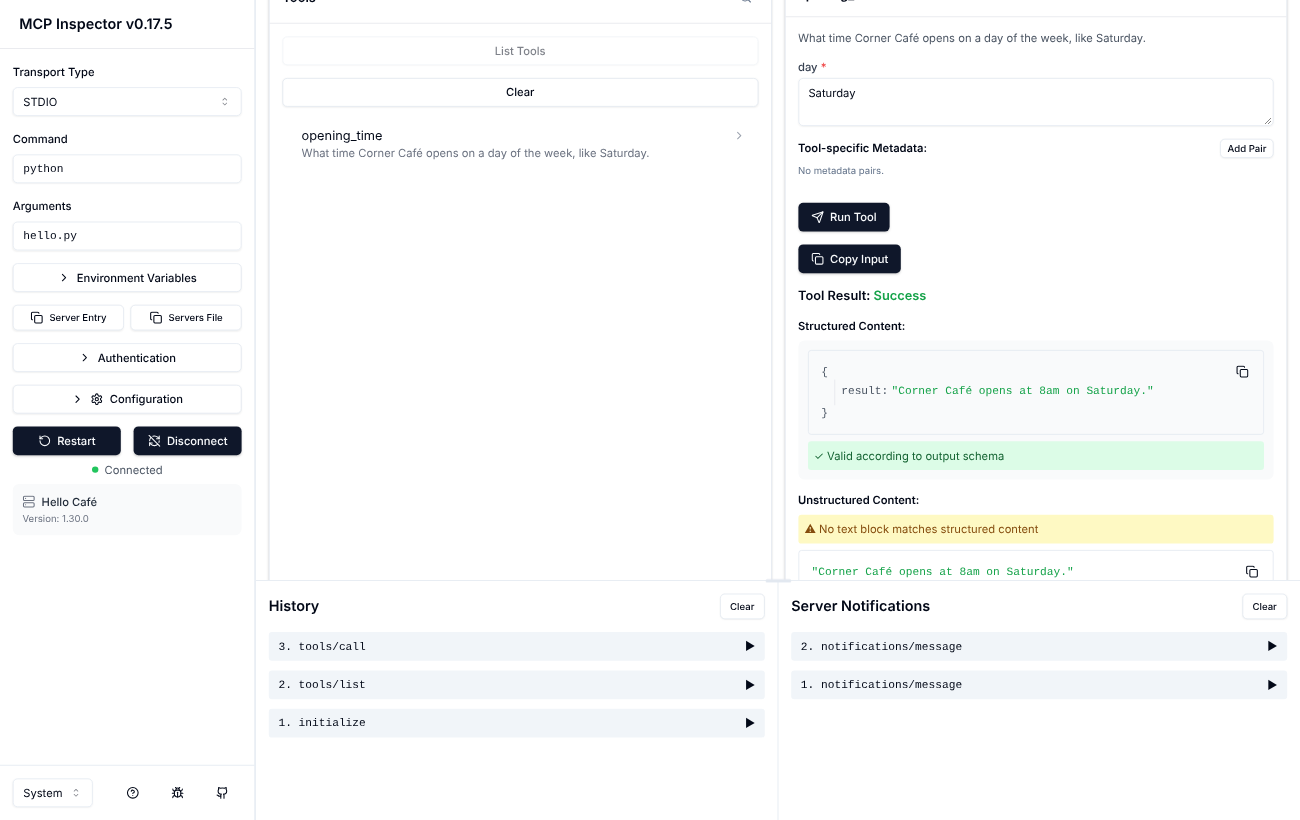 MCP Inspector v0.17.5
Transport Type
STDIO
Command
python
Arguments
hello.py
Environment Variables
Server Entry
Servers File
Authentication
Configuration
Restart
Disconnect
Connected
Hello Café
Version: 1.30.0
System
Tools
List Tools
Clear
opening_time
What time Corner Café opens on a day of the week, like Saturday.
What time Corner Café opens on a day of the week, like Saturday.
day *
Saturday
Tool-specific Metadata:
Add Pair
No metadata pairs.
Run Tool
Copy Input
Tool Result: Success
Structured Content:
{
result: "Corner Café opens at 8am on Saturday."
}
✓ Valid according to output schema
Unstructured Content:
⚠ No text block matches structured content
"Corner Café opens at 8am on Saturday."
History
Clear
3. tools/call
2. tools/list
1. initialize
Server Notifications
Clear
2. notifications/message
1. notifications/message